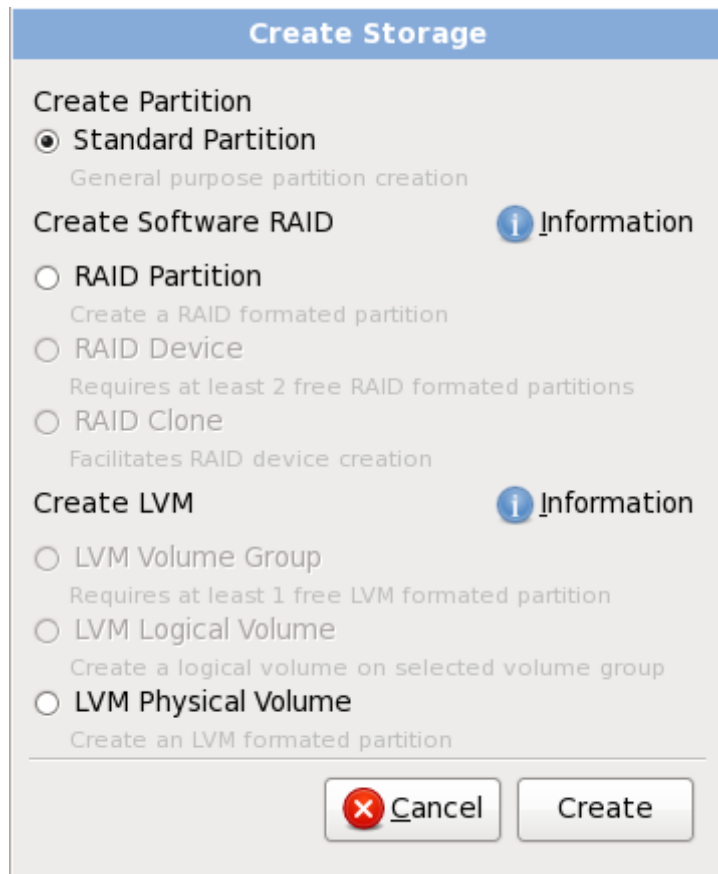 Create Storage
Create Partition
Standard Partition
General purpose partition creation
Create Software RAID
Information
RAID Partition
Create a RAID formated partition
RAID Device
Requires at least 2 free RAID formated partitions
RAID Clone
Facilitates RAID device creation
Create LVM
Information
LVM Volume Group
Requires at least 1 free LVM formated partition
LVM Logical Volume
Create a logical volume on selected volume group
LVM Physical Volume
Create an LVM formated partition
Cancel
Create